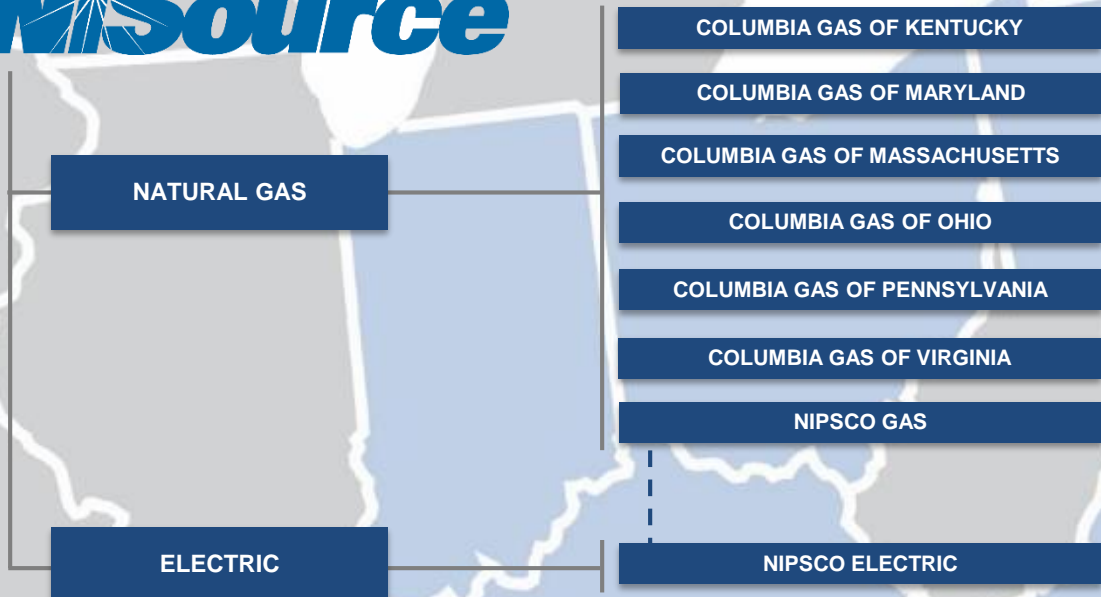 NiSource
COLUMBIA GAS OF KENTUCKY
COLUMBIA GAS OF MARYLAND
COLUMBIA GAS OF MASSACHUSETTS
NATURAL GAS
COLUMBIA GAS OF OHIO
COLUMBIA GAS OF PENNSYLVANIA
COLUMBIA GAS OF VIRGINIA
NIPSCO GAS
ELECTRIC
NIPSCO ELECTRIC